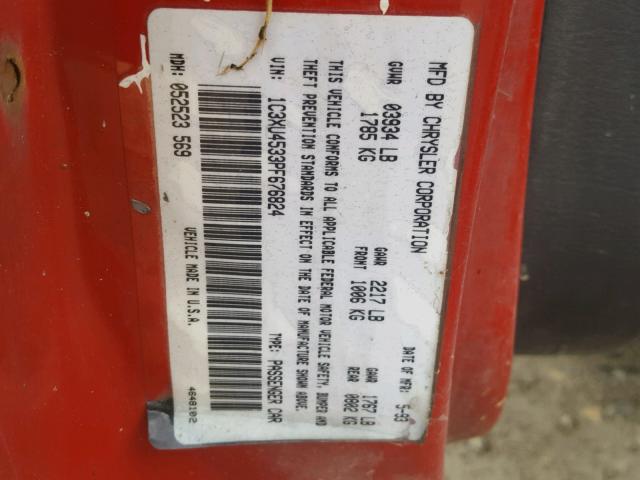 MFD BY CHRYSLER CORPORATION
DATE OF MFR: 5-93
GVWR 03934 LB
1785 KG
GAWR FRONT 2217 LB
1006 KG
GAWR REAR 1767 LB
0802 KG
THIS VEHICLE CONFORMS TO ALL APPLICABLE FEDERAL MOTOR VEHICLE SAFETY, BUMPER AND
THEFT PREVENTION STANDARDS IN EFFECT ON THE DATE OF MANUFACTURE SHOWN ABOVE.
VIN: 1C3XU4533PF676824
TYPE: PASSENGER CAR
MDH: 052523 569
VEHICLE MADE IN U.S.A.
4648102